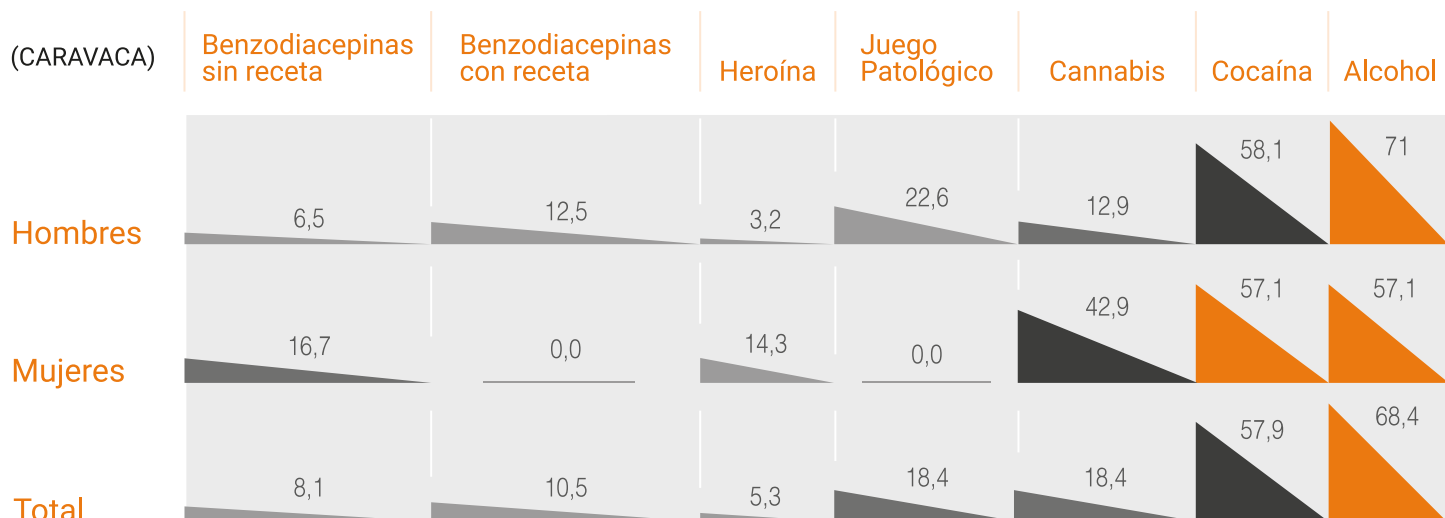 (CARAVACA)
Benzodiacepinas
sin receta
Benzodiacepinas
con receta
Heroína
Juego
Patológico
Cannabis
Cocaína
Alcohol
Hombres 6,5 12,5 3,2 22,6 12,9 58,1 71
Mujeres 16,7 0,0 14,3 0,0 42,9 57,1 57,1
Total 8,1 10,5 5,3 18,4 18,4 57,9 68,4